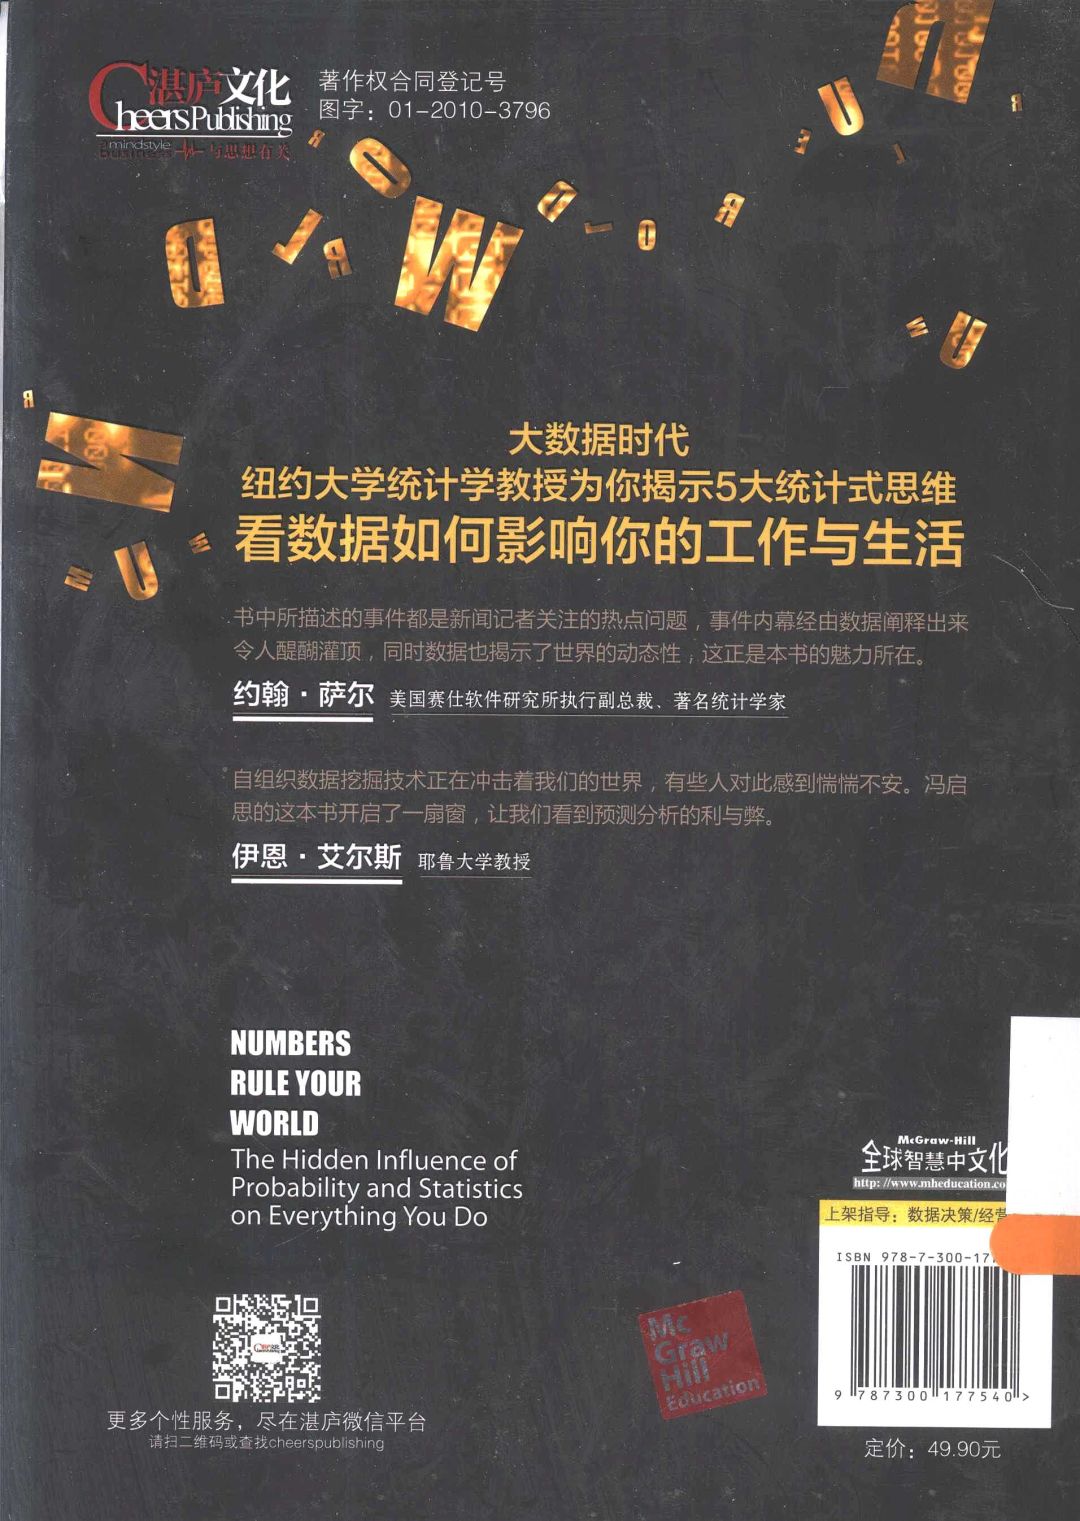 湛庐文化
Cheers Publishing
mindstyle
Business 与思想有关
著作权合同登记号
图字：01-2010-3796
大数据时代
纽约大学统计学教授为你揭示5大统计式思维
看数据如何影响你的工作与生活
书中所描述的事件都是新闻记者关注的热点问题，事件内幕经由数据阐释出来
令人醍醐灌顶，同时数据也揭示了世界的动态性，这正是本书的魅力所在。
约翰·萨尔 美国赛仕软件研究所执行副总裁、著名统计学家
自组织数据挖掘技术正在冲击着我们的世界，有些人对此感到惴惴不安。冯启
思的这本书开启了一扇窗，让我们看到预测分析的利与弊。
伊恩·艾尔斯 耶鲁大学教授
NUMBERS
RULE YOUR
WORLD
The Hidden Influence of
Probability and Statistics
on Everything You Do
McGraw-Hill
全球智慧中文化
http: //www.mheducation.co
上架指导：数据决策/经营
ISBN 978-7-300-17
9 787300 177540 >
定价：49.90元
Mc
Graw
Hill
Education
更多个性服务，尽在湛庐微信平台
请扫二维码或查找cheerspublishing